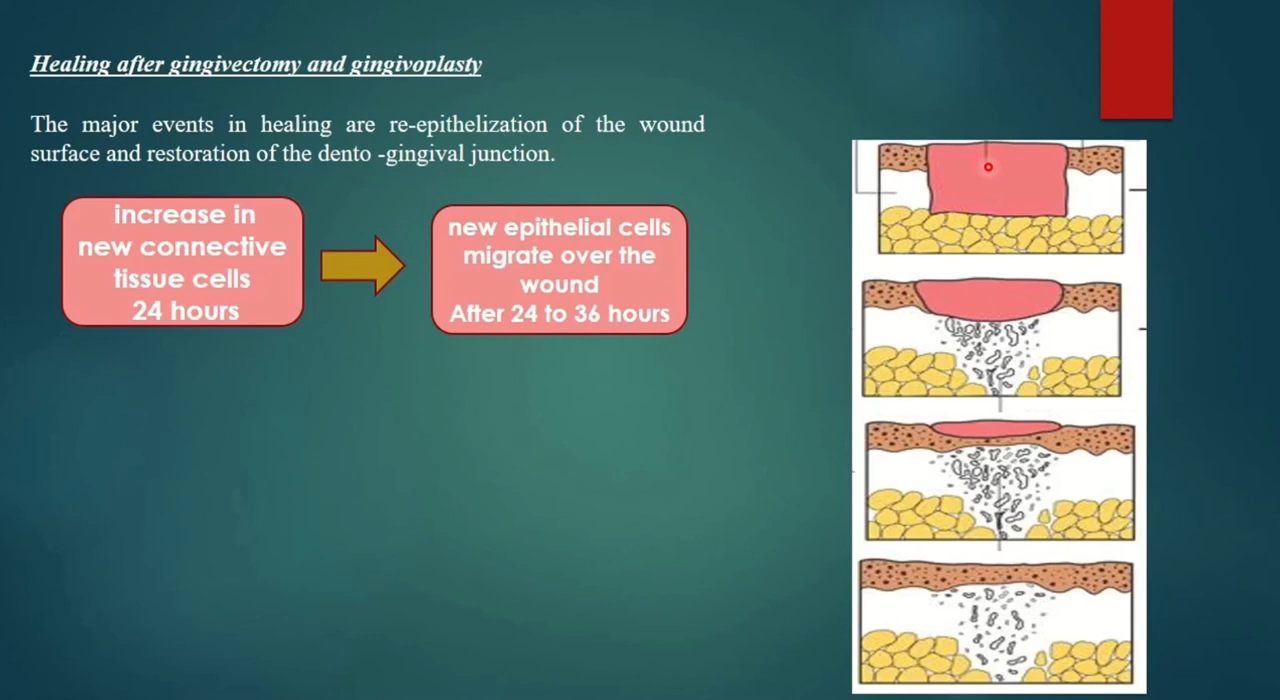 Healing after gingivectomy and gingivoplasty
The major events in healing are re-epithelization of the wound
surface and restoration of the dento -gingival junction.
increase in
new connective
tissue cells
24 hours
new epithelial cells
migrate over the
wound
After 24 to 36 hours